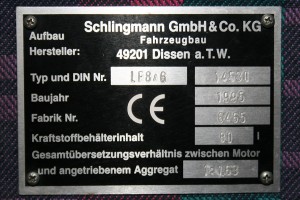 Aufbau Hersteller: Schlingmann GmbH & Co. KG
Fahrzeugbau
49201 Dissen a.T.W.
Typ und DIN Nr. LF8/6 14530
Baujahr
Fabrik Nr.
CE
Kraftstoffbehälterinhalt l
Gesamtübersetzungsverhältnis zwischen Motor
und angetriebenem Aggregat